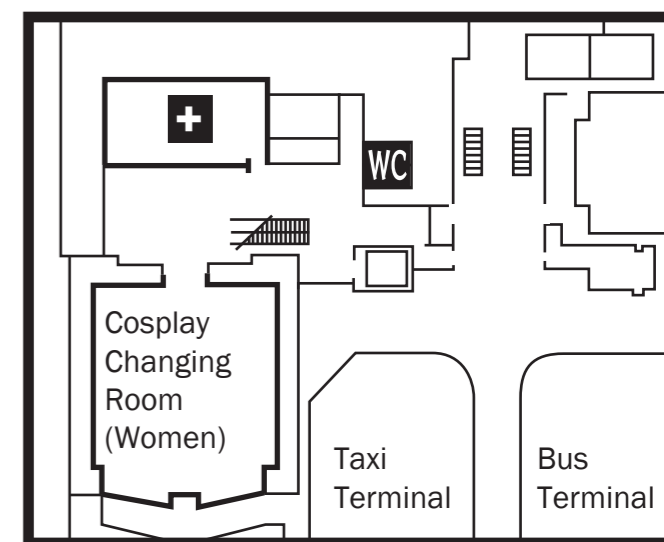 WC
Cosplay
Changing
Room
(Women)
Taxi
Terminal
Bus
Terminal